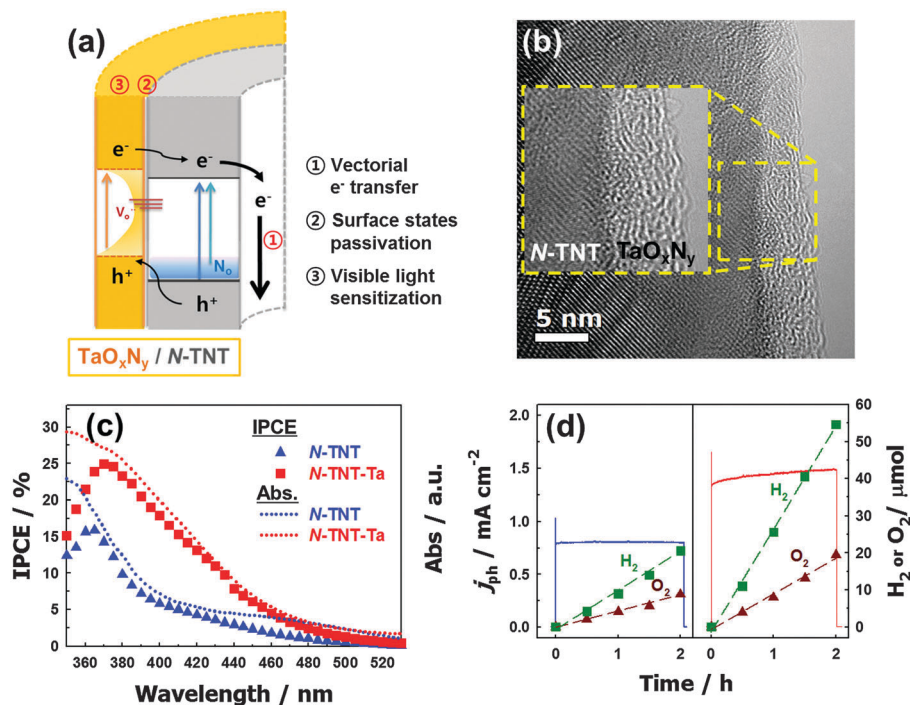 (a)
③ ②
e⁻
e⁻
e⁻
Vₒ··
Nₒ
①
h⁺
h⁺
① Vectorial
e⁻ transfer
② Surface states
passivation
③ Visible light
sensitization
TaOₓNᵧ / N-TNT
(b)
N-TNT TaOₓNᵧ
5 nm
(c)
IPCE
N-TNT
N-TNT-Ta
Abs.
N-TNT
N-TNT-Ta
IPCE / %
30
25
20
15
10
5
0
360 380 400 420 440 460 480 500 520
Wavelength / nm
Abs / a.u.
(d)
jₚₕ / mA cm⁻²
2.0
1.5
1.0
0.5
0.0
H₂
O₂
H₂
O₂
0 1 2 0 1 2
Time / h
60
50
40
30
20
10
0
H₂ or O₂/ μmol